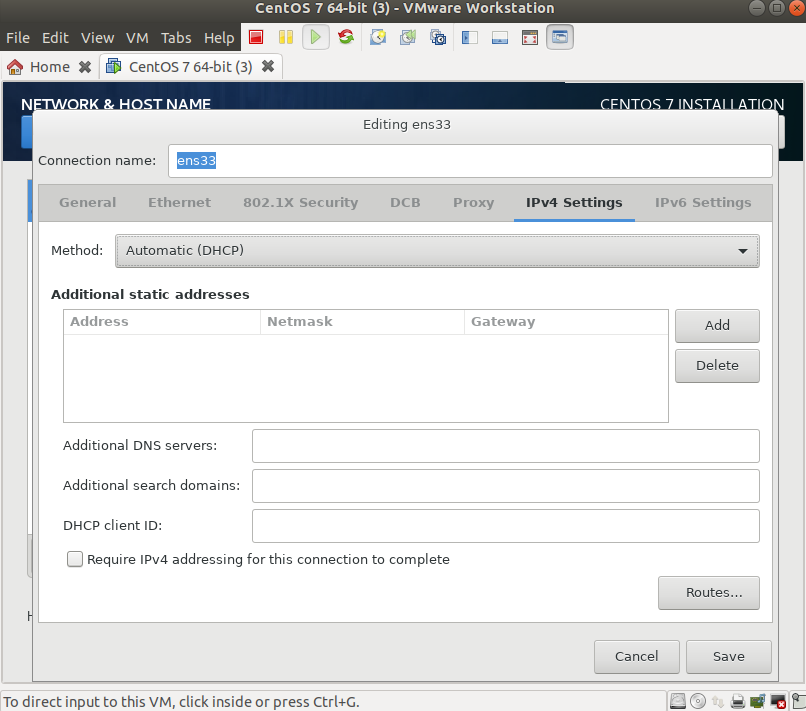 CentOS 7 64-bit (3) - VMware Workstation
File Edit View VM Tabs Help
Home CentOS 7 64-bit (3)
NETWORK & HOST NAME CENTOS 7 INSTALLATION
Editing ens33
Connection name: ens33
General Ethernet 802.1X Security DCB Proxy IPv4 Settings IPv6 Settings
Method: Automatic (DHCP)
Additional static addresses
Address Netmask Gateway
Add
Delete
Additional DNS servers:
Additional search domains:
DHCP client ID:
Require IPv4 addressing for this connection to complete
Routes...
Cancel Save
To direct input to this VM, click inside or press Ctrl+G.